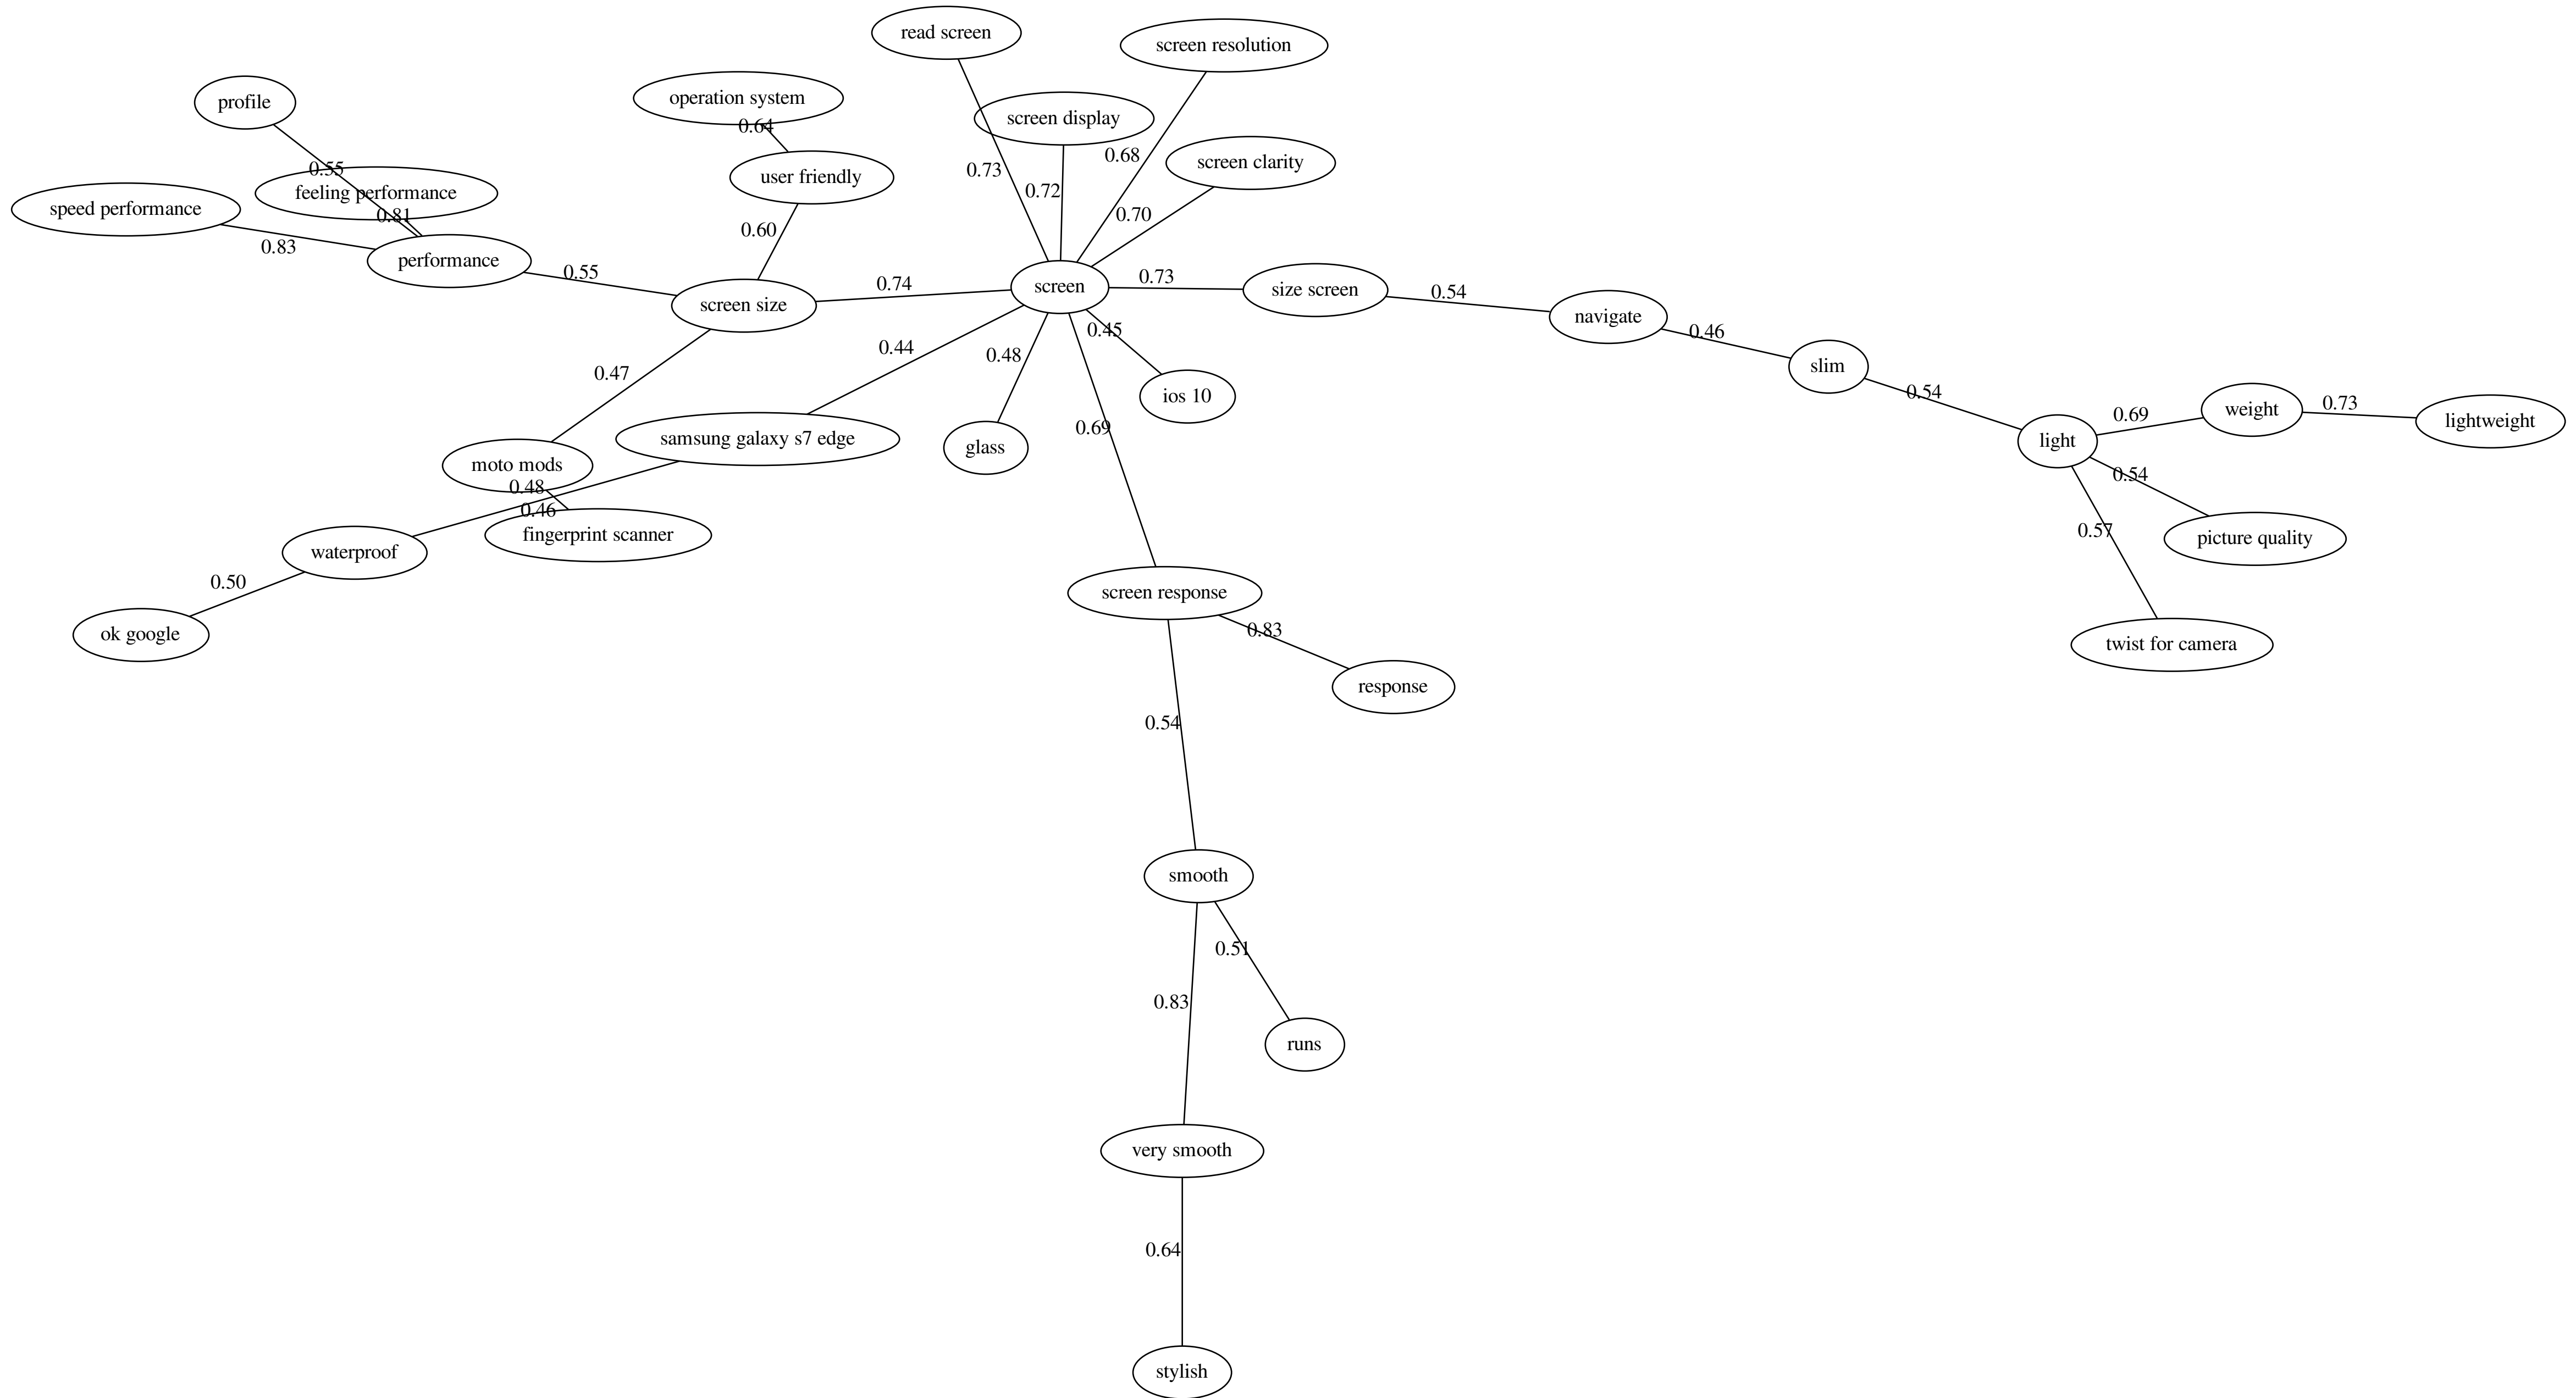 read screen
screen resolution
profile
operation system
screen display
0.64
screen clarity
0.68
0.55
0.73
user friendly
feeling performance
0.72
speed performance
0.81
0.70
0.60
0.83
performance
0.55
0.74
screen
0.73
size screen
0.54
screen size
navigate
0.45
0.46
0.44
0.48
slim
0.47
0.54
ios 10
0.73
weight
0.69
lightweight
0.69
samsung galaxy s7 edge
light
glass
moto mods
0.54
0.48
0.46
0.57
fingerprint scanner
picture quality
waterproof
0.50
screen response
0.83
ok google
twist for camera
response
0.54
smooth
0.51
0.83
runs
very smooth
0.64
stylish